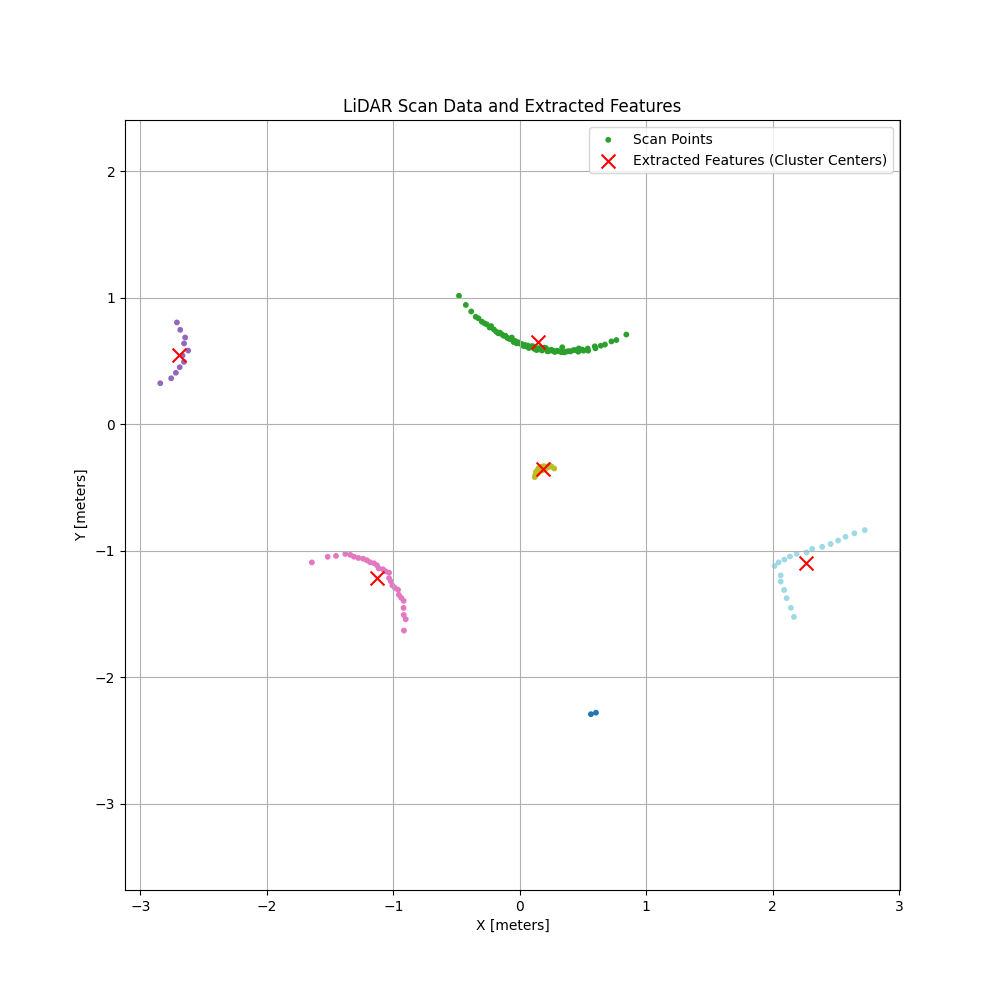 LiDAR Scan Data and Extracted Features
Scan Points
Extracted Features (Cluster Centers)
2
1
0
−1
−2
−3
Y [meters]
−3
−2
−1
0
1
2
3
X [meters]